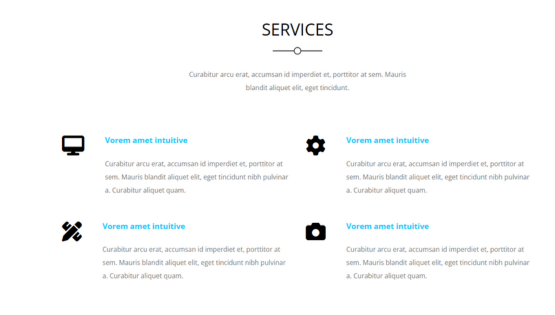 SERVICES
Curabitur arcu erat, accumsan id imperdiet et, porttitor at sem. Mauris
blandit aliquet elit, eget tincidunt.
Vorem amet intuitive
Curabitur arcu erat, accumsan id imperdiet et, porttitor at
sem. Mauris blandit aliquet elit, eget tincidunt nibh pulvinar
a. Curabitur aliquet quam.
Vorem amet intuitive
Curabitur arcu erat, accumsan id imperdiet et, porttitor at
sem. Mauris blandit aliquet elit, eget tincidunt nibh pulvinar
a. Curabitur aliquet quam.
Vorem amet intuitive
Curabitur arcu erat, accumsan id imperdiet et, porttitor at
sem. Mauris blandit aliquet elit, eget tincidunt nibh pulvinar
a. Curabitur aliquet quam.
Vorem amet intuitive
Curabitur arcu erat, accumsan id imperdiet et, porttitor at
sem. Mauris blandit aliquet elit, eget tincidunt nibh pulvinar
a. Curabitur aliquet quam.